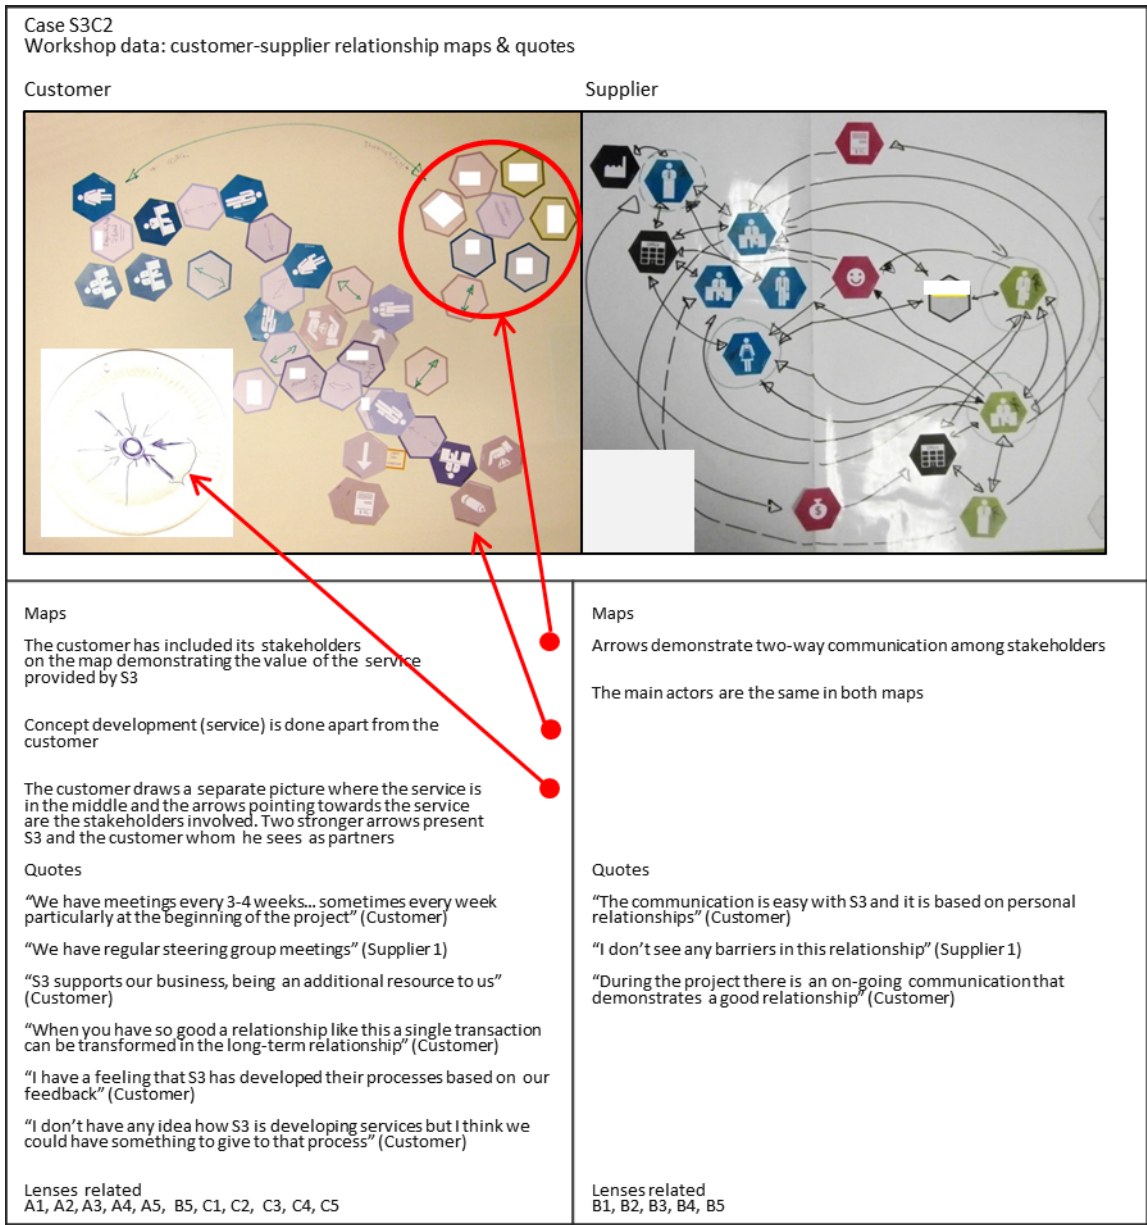 Case S3C2
Workshop data: customer-supplier relationship maps & quotes
Customer
Supplier
Maps
The customer has included its stakeholders
on the map demonstrating the value of the service
provided by S3
Concept development (service) is done apart from the
customer
The customer draws a separate picture where the service is
in the middle and the arrows pointing towards the service
are the stakeholders involved. Two stronger arrows present
S3 and the customer whom he sees as partners
Quotes
“We have meetings every 3-4 weeks... sometimes every week
particularly at the beginning of the project” (Customer)
“We have regular steering group meetings” (Supplier 1)
“S3 supports our business, being an additional resource to us”
(Customer)
“When you have so good a relationship like this a single transaction
can be transformed in the long-term relationship” (Customer)
“I have a feeling that S3 has developed their processes based on our
feedback” (Customer)
“I don’t have any idea how S3 is developing services but I think we
could have something to give to that process” (Customer)
Lenses related
A1, A2, A3, A4, A5, B5, C1, C2, C3, C4, C5
Maps
Arrows demonstrate two-way communication among stakeholders
The main actors are the same in both maps
Quotes
“The communication is easy with S3 and it is based on personal
relationships” (Customer)
“I don’t see any barriers in this relationship” (Supplier 1)
“During the project there is an on-going communication that
demonstrates a good relationship” (Customer)
Lenses related
B1, B2, B3, B4, B5